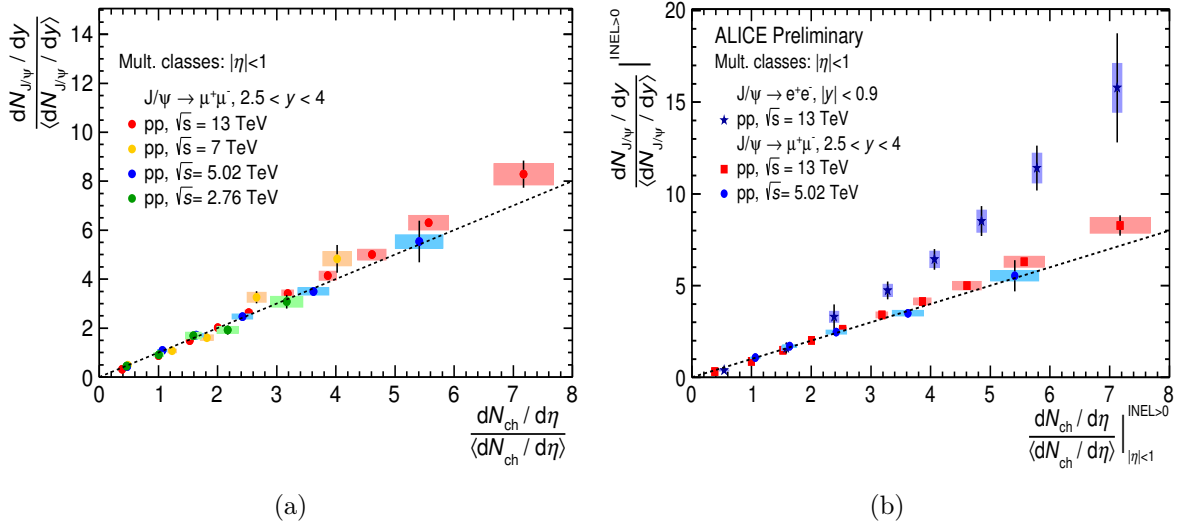 dN_J/ψ / dy
⟨dN_J/ψ / dy⟩
14
12
10
8
6
4
2
0
Mult. classes: |η|<1
J/ψ → μ⁺μ⁻, 2.5 < y < 4
pp, √s = 13 TeV
pp, √s = 7 TeV
pp, √s = 5.02 TeV
pp, √s = 2.76 TeV
0 1 2 3 4 5 6 7 8
dN_ch / dη
⟨dN_ch / dη⟩
(a)
dN_J/ψ / dy
⟨dN_J/ψ / dy⟩ |^INEL>0
20
15
10
5
0
ALICE Preliminary
Mult. classes: |η|<1
J/ψ → e⁺e⁻, |y| < 0.9
pp, √s = 13 TeV
J/ψ → μ⁺μ⁻, 2.5 < y < 4
pp, √s = 13 TeV
pp, √s = 5.02 TeV
0 1 2 3 4 5 6 7 8
dN_ch / dη
⟨dN_ch / dη⟩ |^INEL>0 _|η|<1
(b)